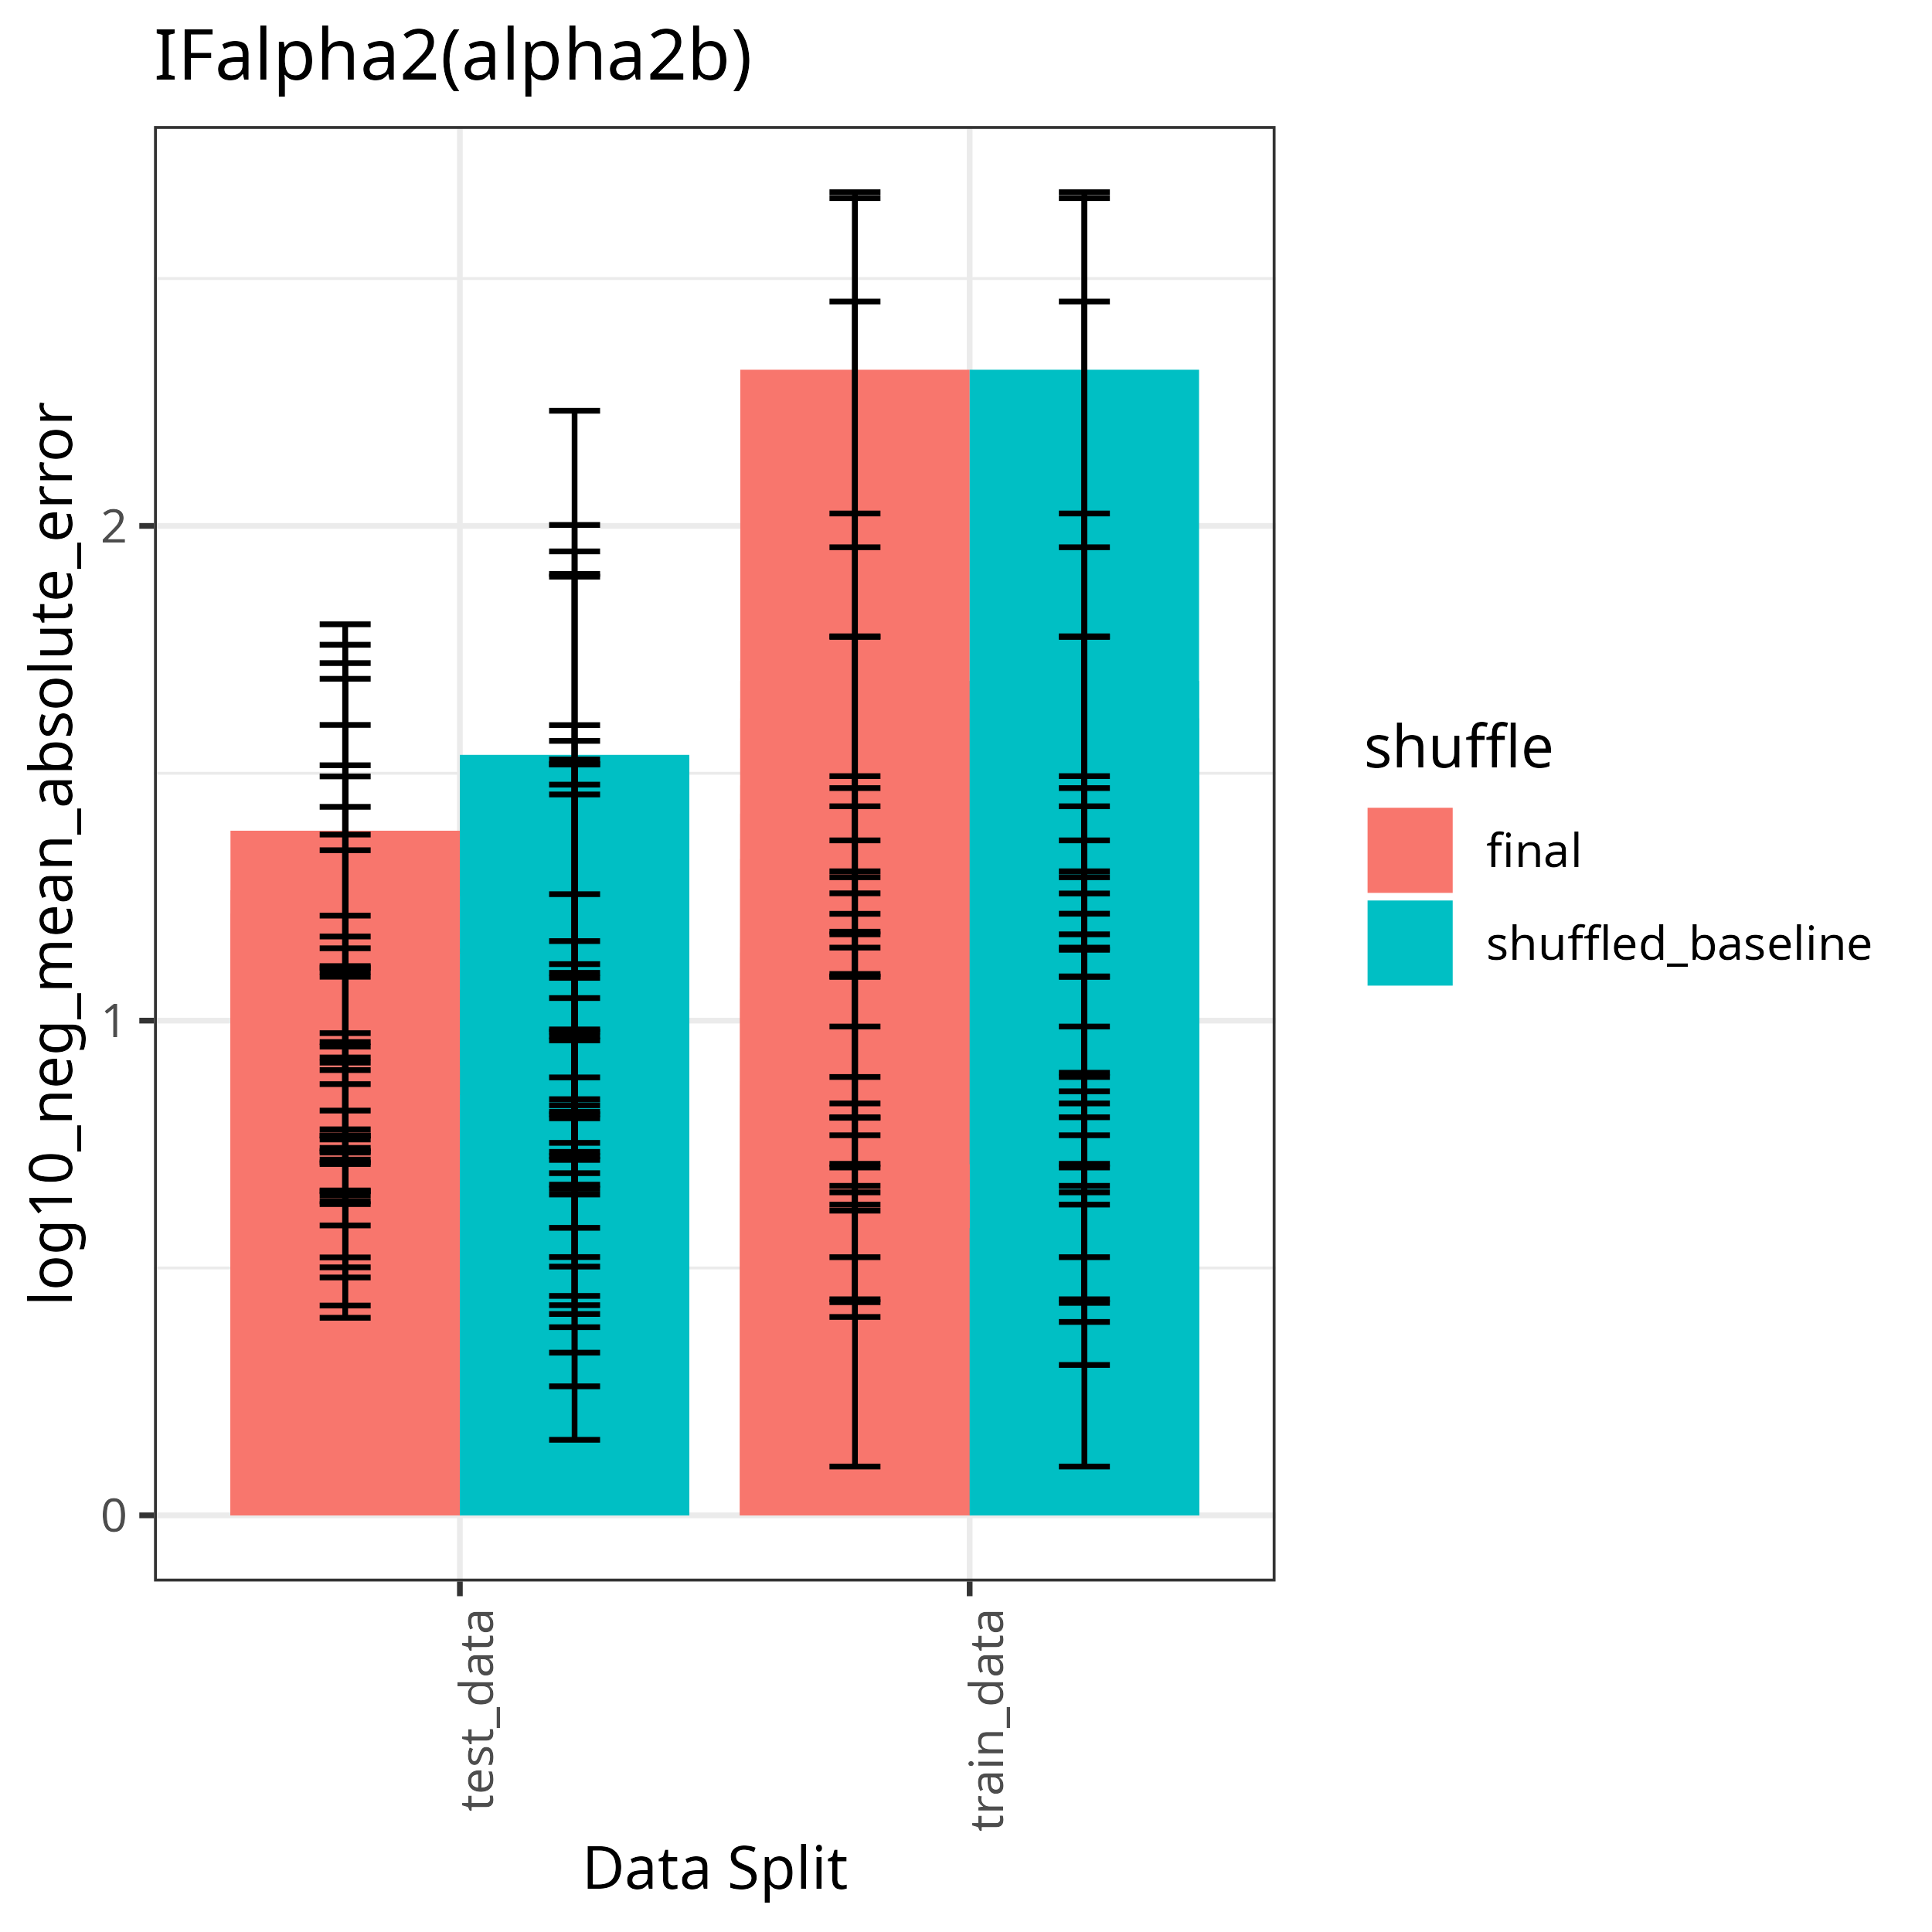 IFalpha2(alpha2b)
log10_neg_mean_absolute_error
2
1
0
test_data
train_data
Data Split
shuffle
final
shuffled_baseline